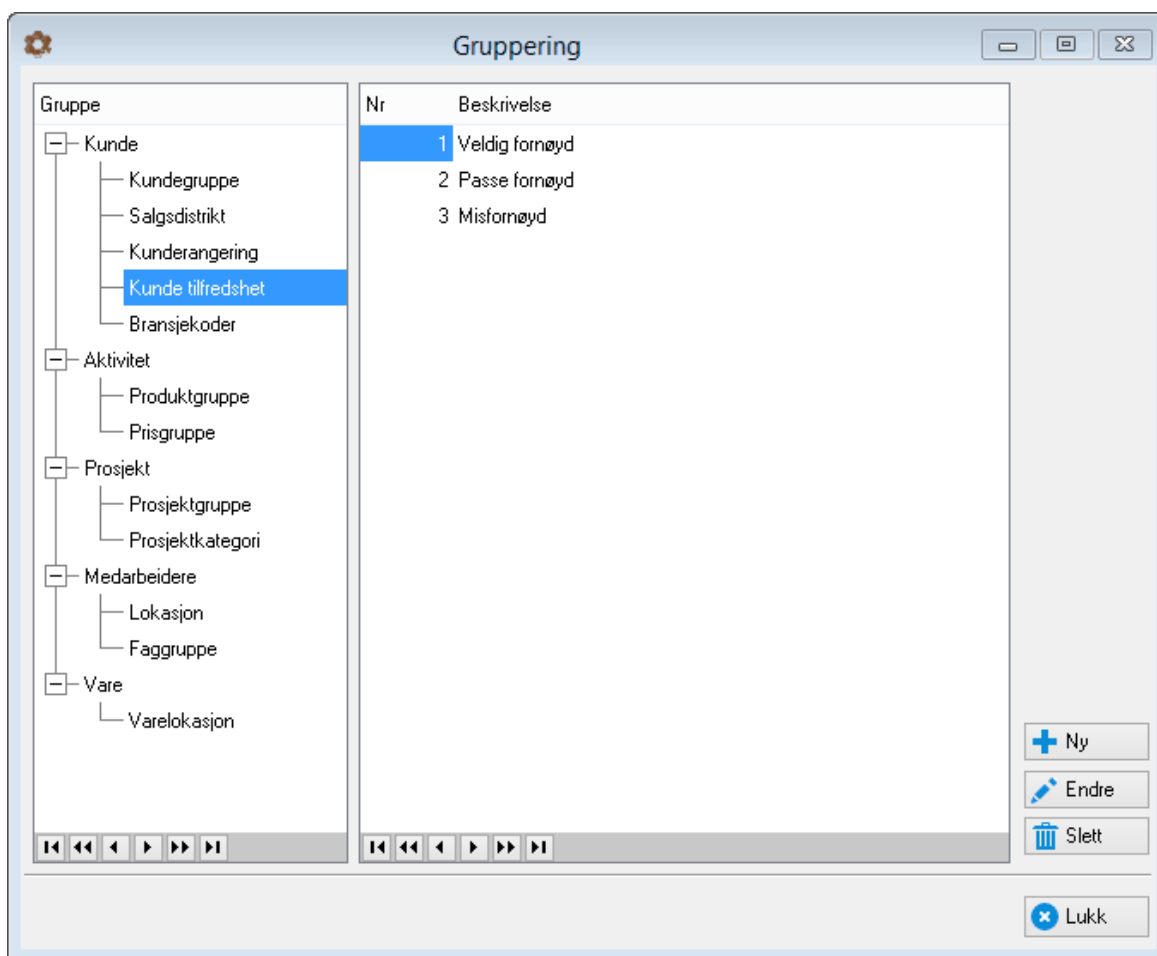 Gruppering
Gruppe
Kunde
Kundegruppe
Salgsdistrikt
Kunderangering
Kunde tilfredshet
Bransjekoder
Aktivitet
Produktgruppe
Prisgruppe
Prosjekt
Prosjektgruppe
Prosjektkategori
Medarbeidere
Lokasjon
Faggruppe
Vare
Varelokasjon
Nr Beskrivelse
1 Veldig fornøyd
2 Passe fornøyd
3 Misfornøyd
Ny
Endre
Slett
Lukk